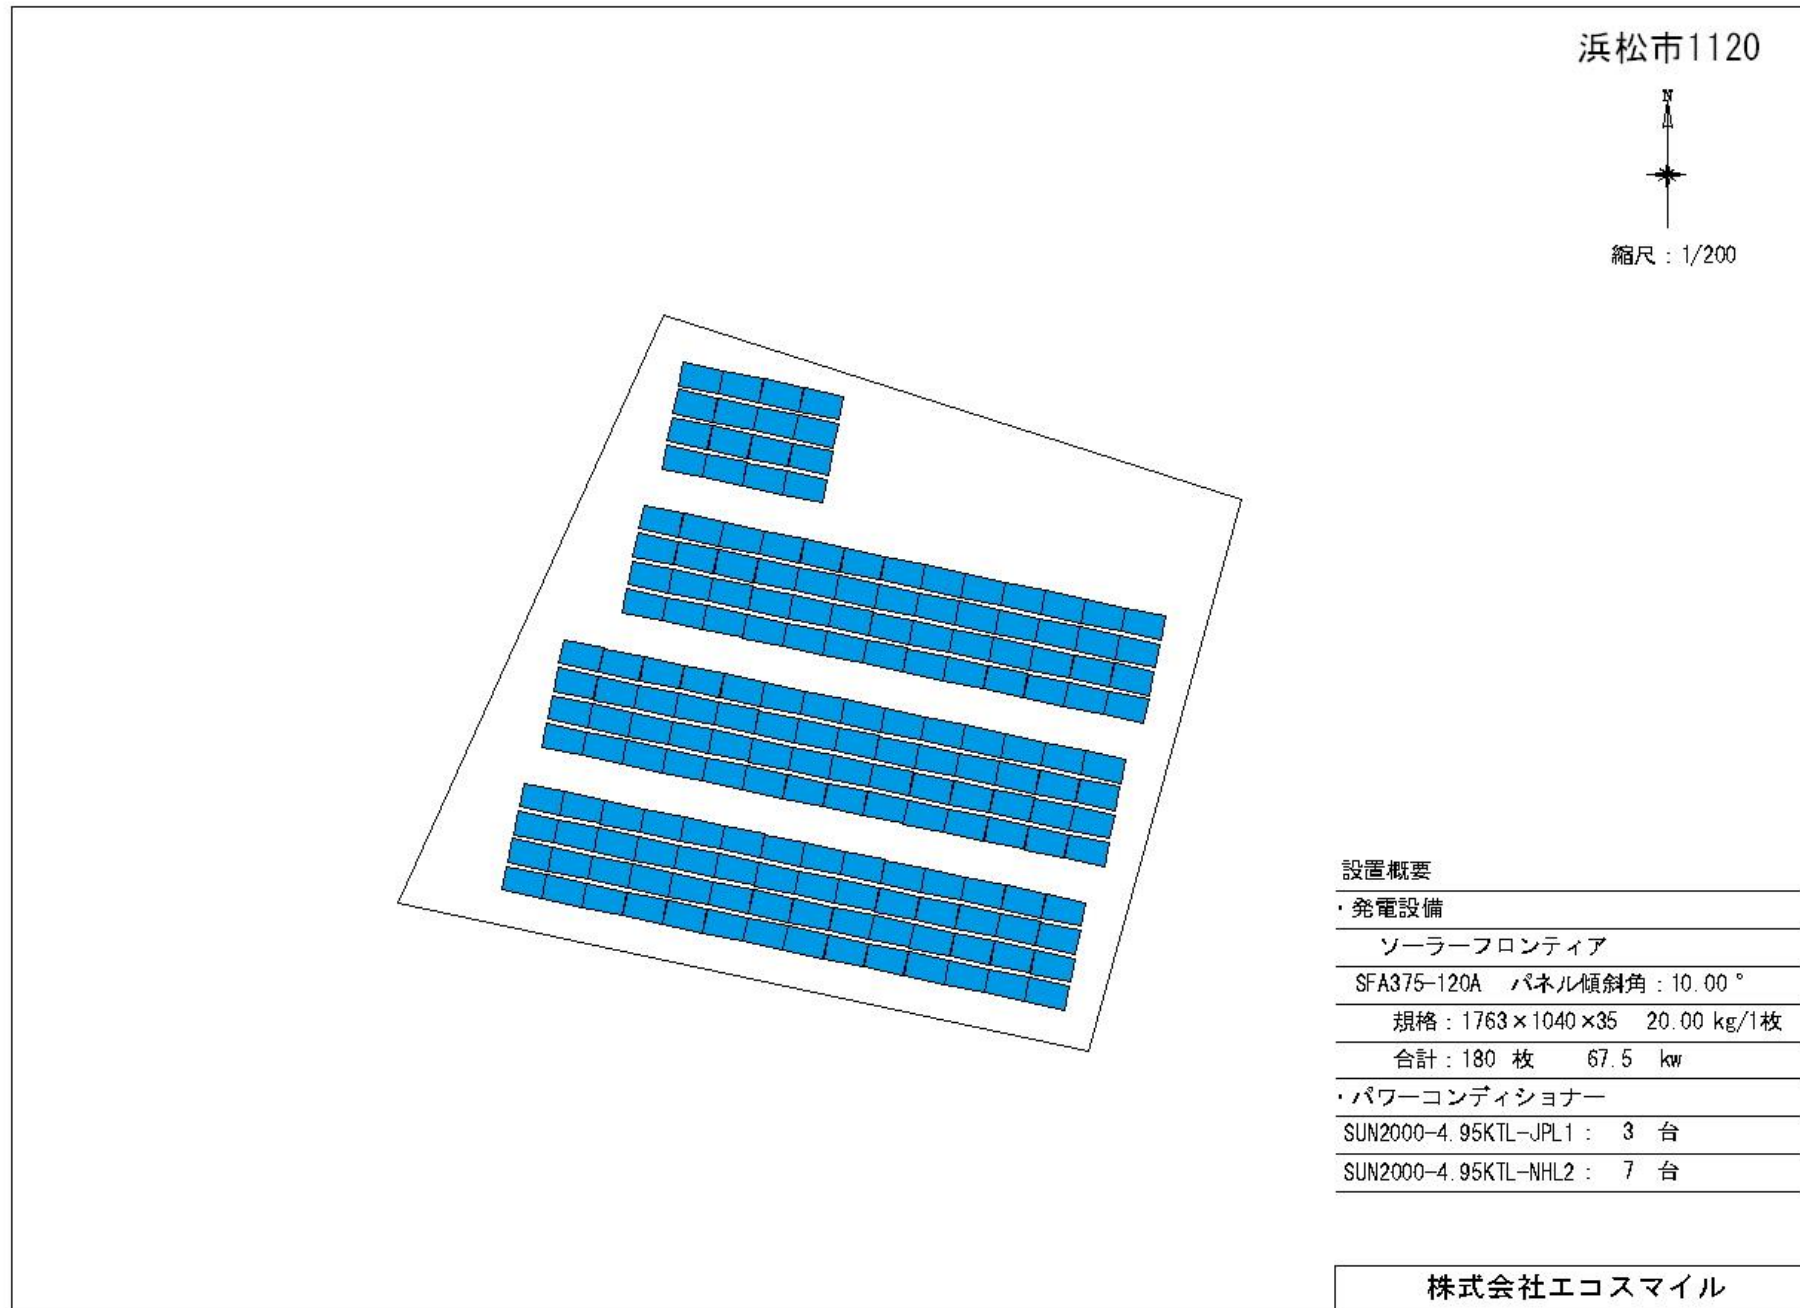 浜松市1120
N
縮尺：1/200
設置概要
・発電設備
ソーラーフロンティア
SFA375-120A パネル傾斜角：10.00°
規格：1763×1040×35 20.00 kg/1枚
合計：180 枚 67.5 kw
・パワーコンディショナー
SUN2000-4.95KTL-JPL1： 3 台
SUN2000-4.95KTL-NHL2： 7 台
株式会社エコスマイル